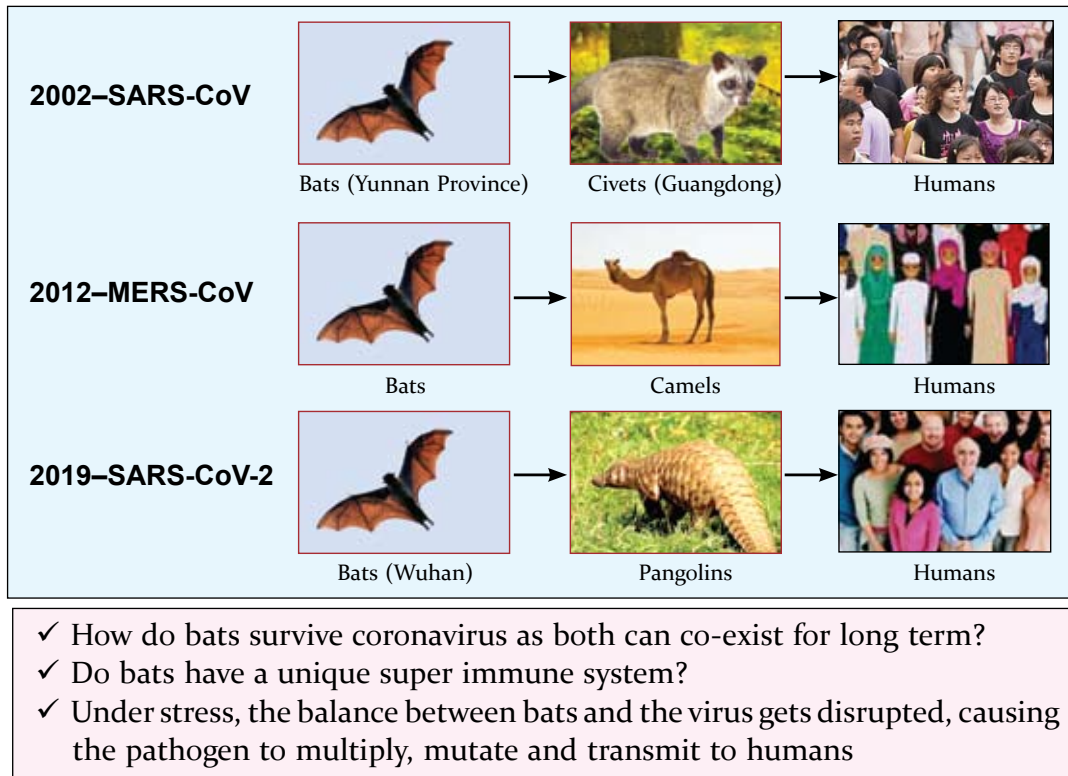 2002–SARS-CoV
Bats (Yunnan Province)
Civets (Guangdong)
Humans
2012–MERS-CoV
Bats
Camels
Humans
2019–SARS-CoV-2
Bats (Wuhan)
Pangolins
Humans
✓ How do bats survive coronavirus as both can co-exist for long term?
✓ Do bats have a unique super immune system?
✓ Under stress, the balance between bats and the virus gets disrupted, causing
the pathogen to multiply, mutate and transmit to humans